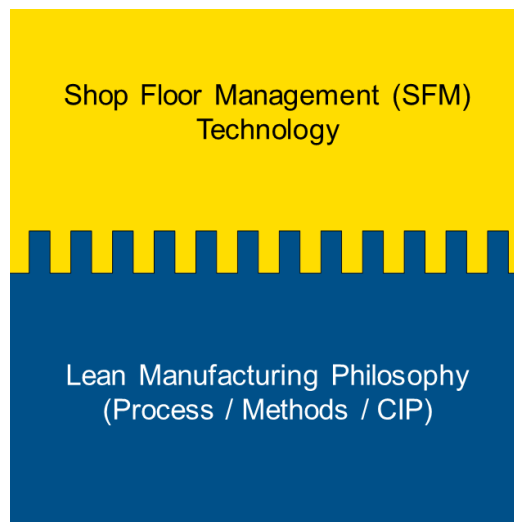 Shop Floor Management (SFM)
Technology
Lean Manufacturing Philosophy
(Process / Methods / CIP)